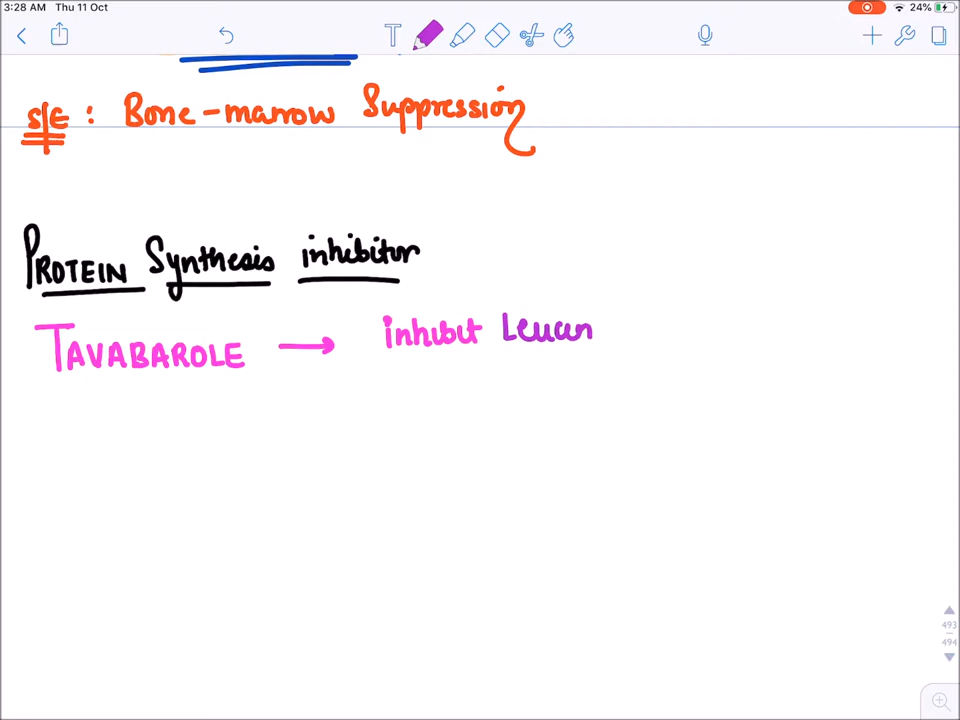 3:28 AM Thu 11 Oct 24%
T
S/E : Bone-marrow Suppression
PROTEIN Synthesis inhibitor
TAVABAROLE → inhibit Leucin
493
494